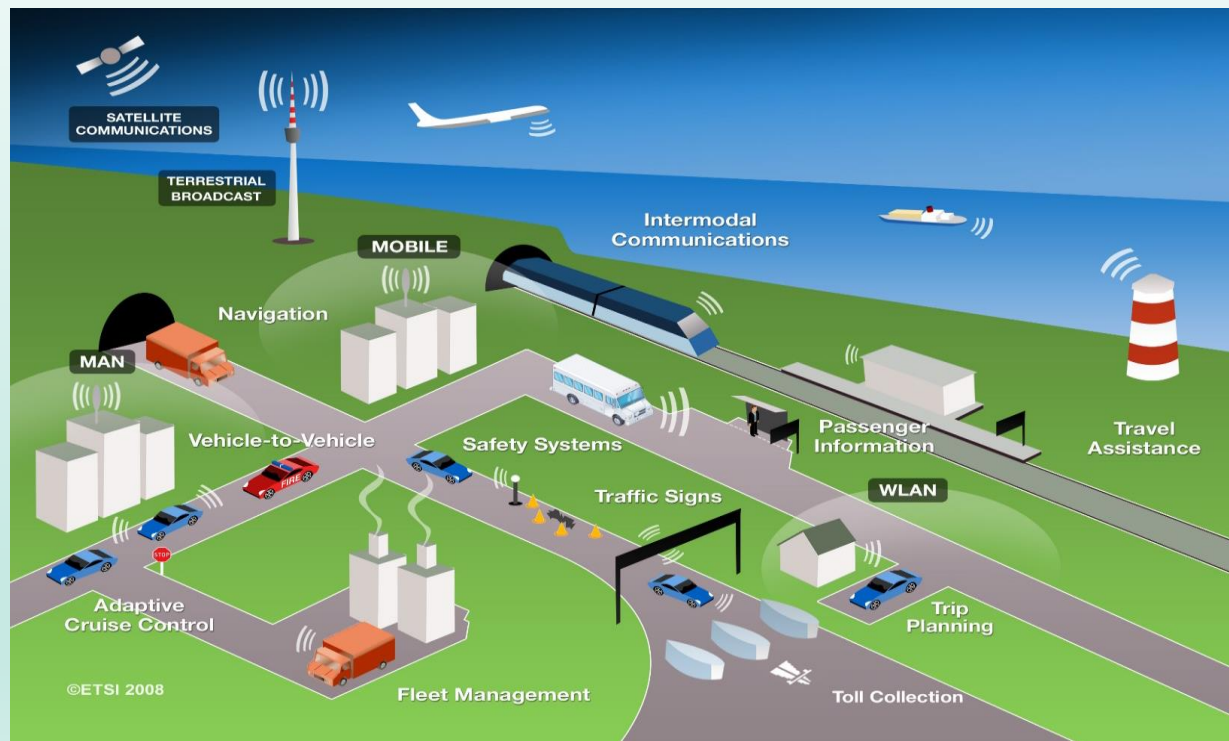 SATELLITE
COMMUNICATIONS
TERRESTRIAL
BROADCAST
Intermodal
Communications
MOBILE
Navigation
MAN
Vehicle-to-Vehicle
Safety Systems
Passenger
Information
Travel
Assistance
FIRE
Traffic Signs
WLAN
STOP
Adaptive
Cruise Control
Trip
Planning
©ETSI 2008
Fleet Management
Toll Collection